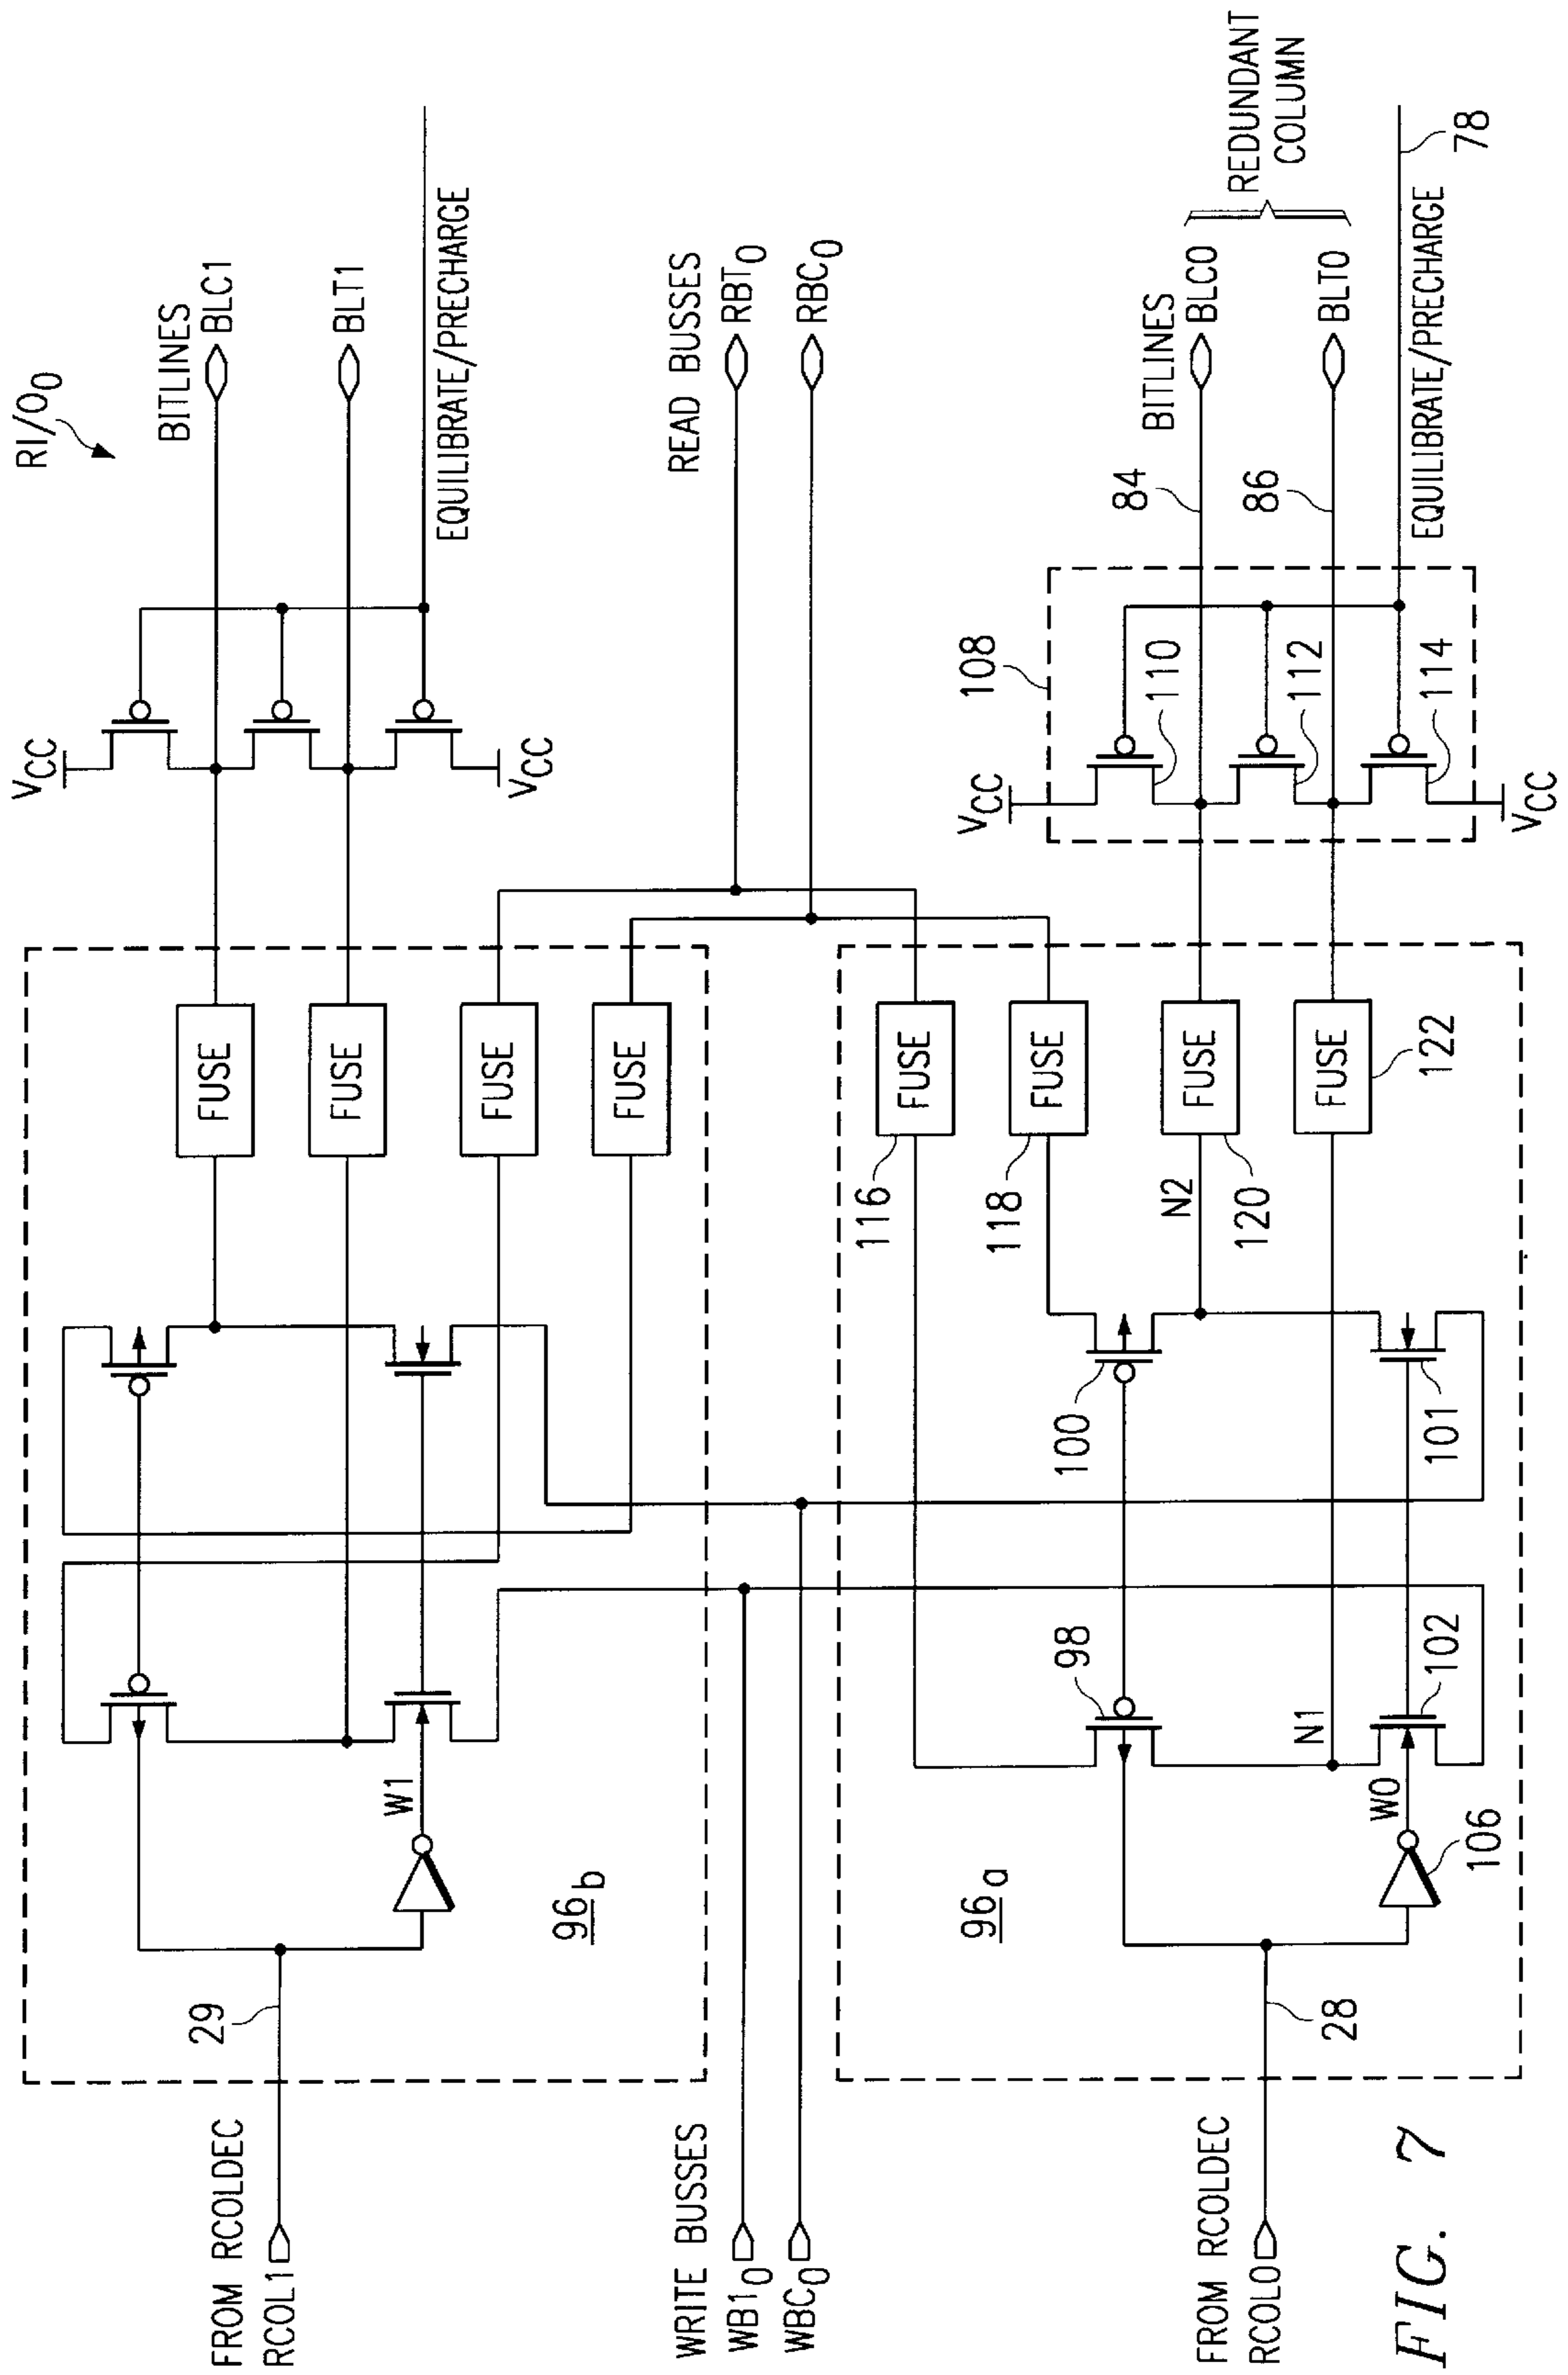 RI/O0
VCC
BITLINES
BLC1
BLT1
EQUILIBRATE/PRECHARGE
VCC
FUSE
FUSE
FUSE
FUSE
W1
96b
29
FROM RCOLDEC
RCOL1
READ BUSSES
RBT0
RBC0
WRITE BUSSES
WB10
WBC0
REDUNDANT
COLUMN
BITLINES
BLC0
BLT0
84
86
EQUILIBRATE/PRECHARGE
78
108
VCC
110
112
114
VCC
FUSE
116
FUSE
118
FUSE
120
FUSE
122
N2
100
101
98
N1
102
W0
106
96a
28
FROM RCOLDEC
RCOL0
FIG. 7